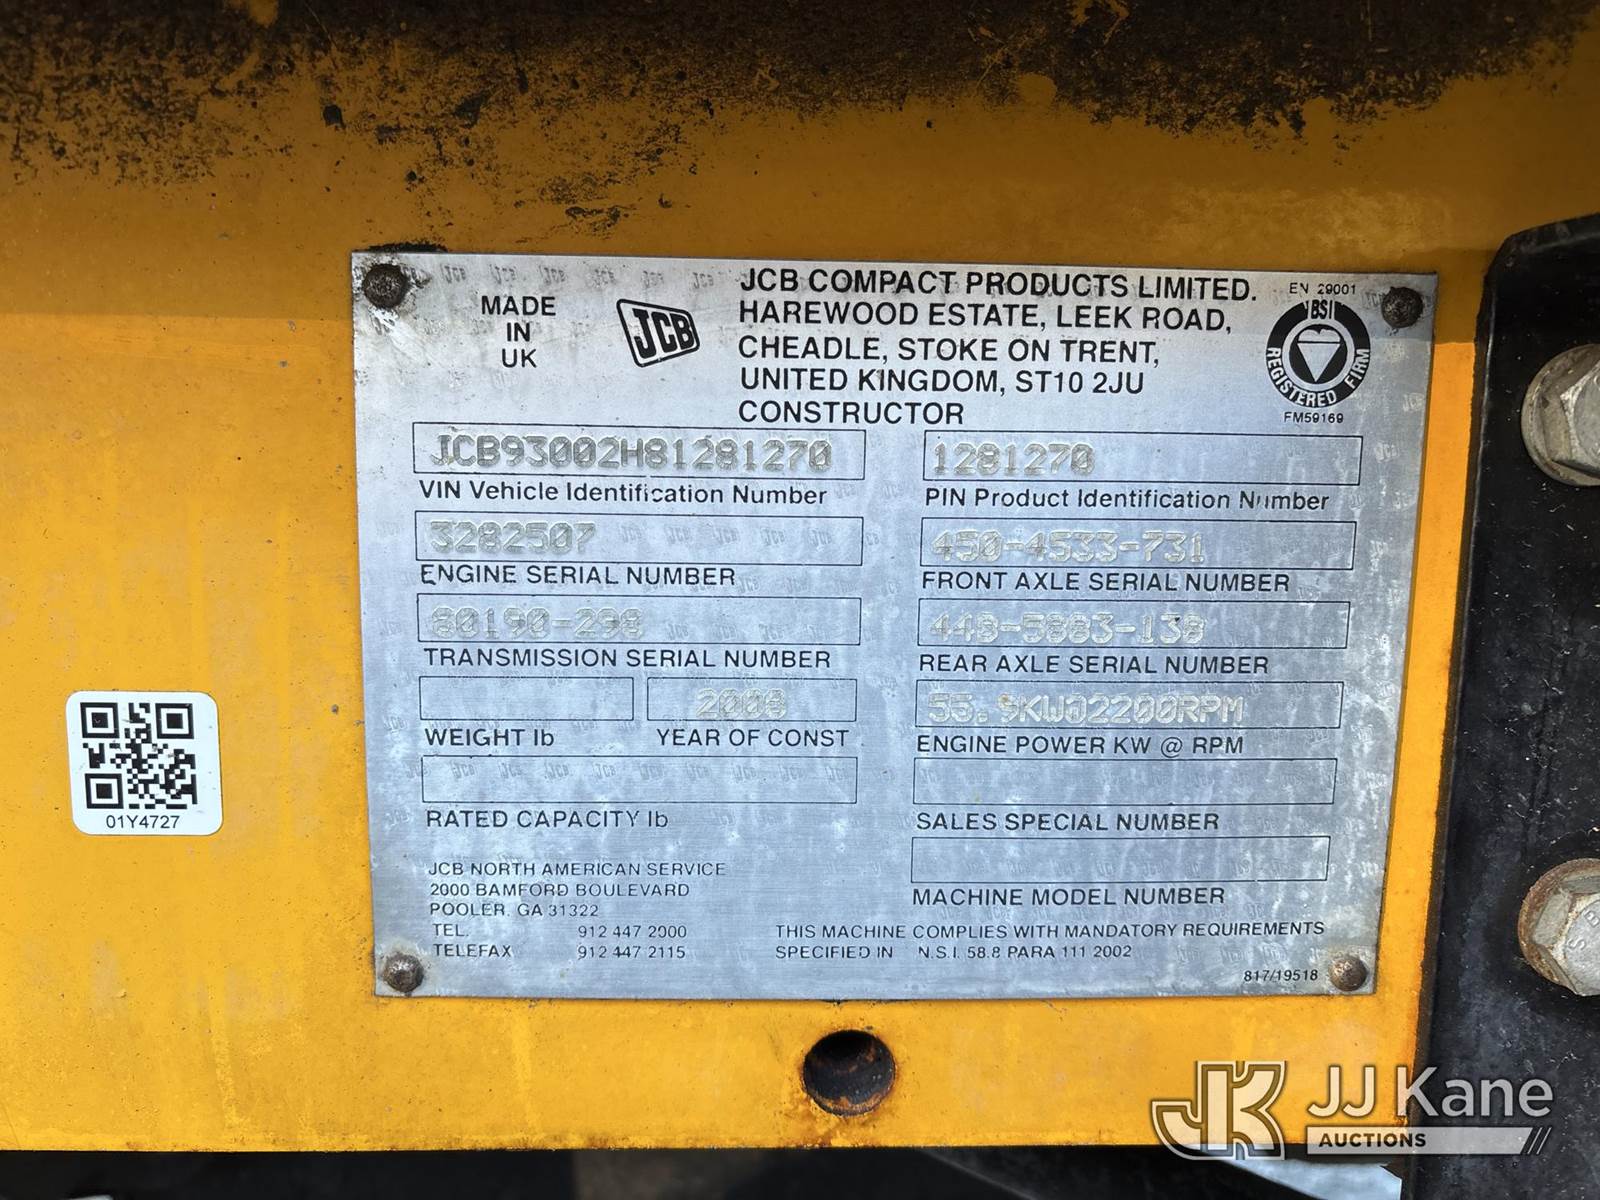 MADE
IN
UK
JCB
JCB COMPACT PRODUCTS LIMITED.
HAREWOOD ESTATE, LEEK ROAD,
CHEADLE, STOKE ON TRENT,
UNITED KINGDOM, ST10 2JU
CONSTRUCTOR
EN 29001
BSI
REGISTERED FIRM
FM59169
JCB93002H81281270
VIN Vehicle Identification Number
1281270
PIN Product Identification Number
3282507
ENGINE SERIAL NUMBER
450-4533-731
FRONT AXLE SERIAL NUMBER
80190-298
TRANSMISSION SERIAL NUMBER
448-5883-138
REAR AXLE SERIAL NUMBER
WEIGHT lb
2008
YEAR OF CONST
55.9KW@2200RPM
ENGINE POWER KW @ RPM
RATED CAPACITY lb
SALES SPECIAL NUMBER
MACHINE MODEL NUMBER
JCB NORTH AMERICAN SERVICE
2000 BAMFORD BOULEVARD
POOLER, GA 31322
TEL. 912 447 2000
TELEFAX 912 447 2115
THIS MACHINE COMPLIES WITH MANDATORY REQUIREMENTS
SPECIFIED IN N.S.I. 58.8 PARA 111 2002
817/19518
01Y4727
JK JJ Kane
AUCTIONS